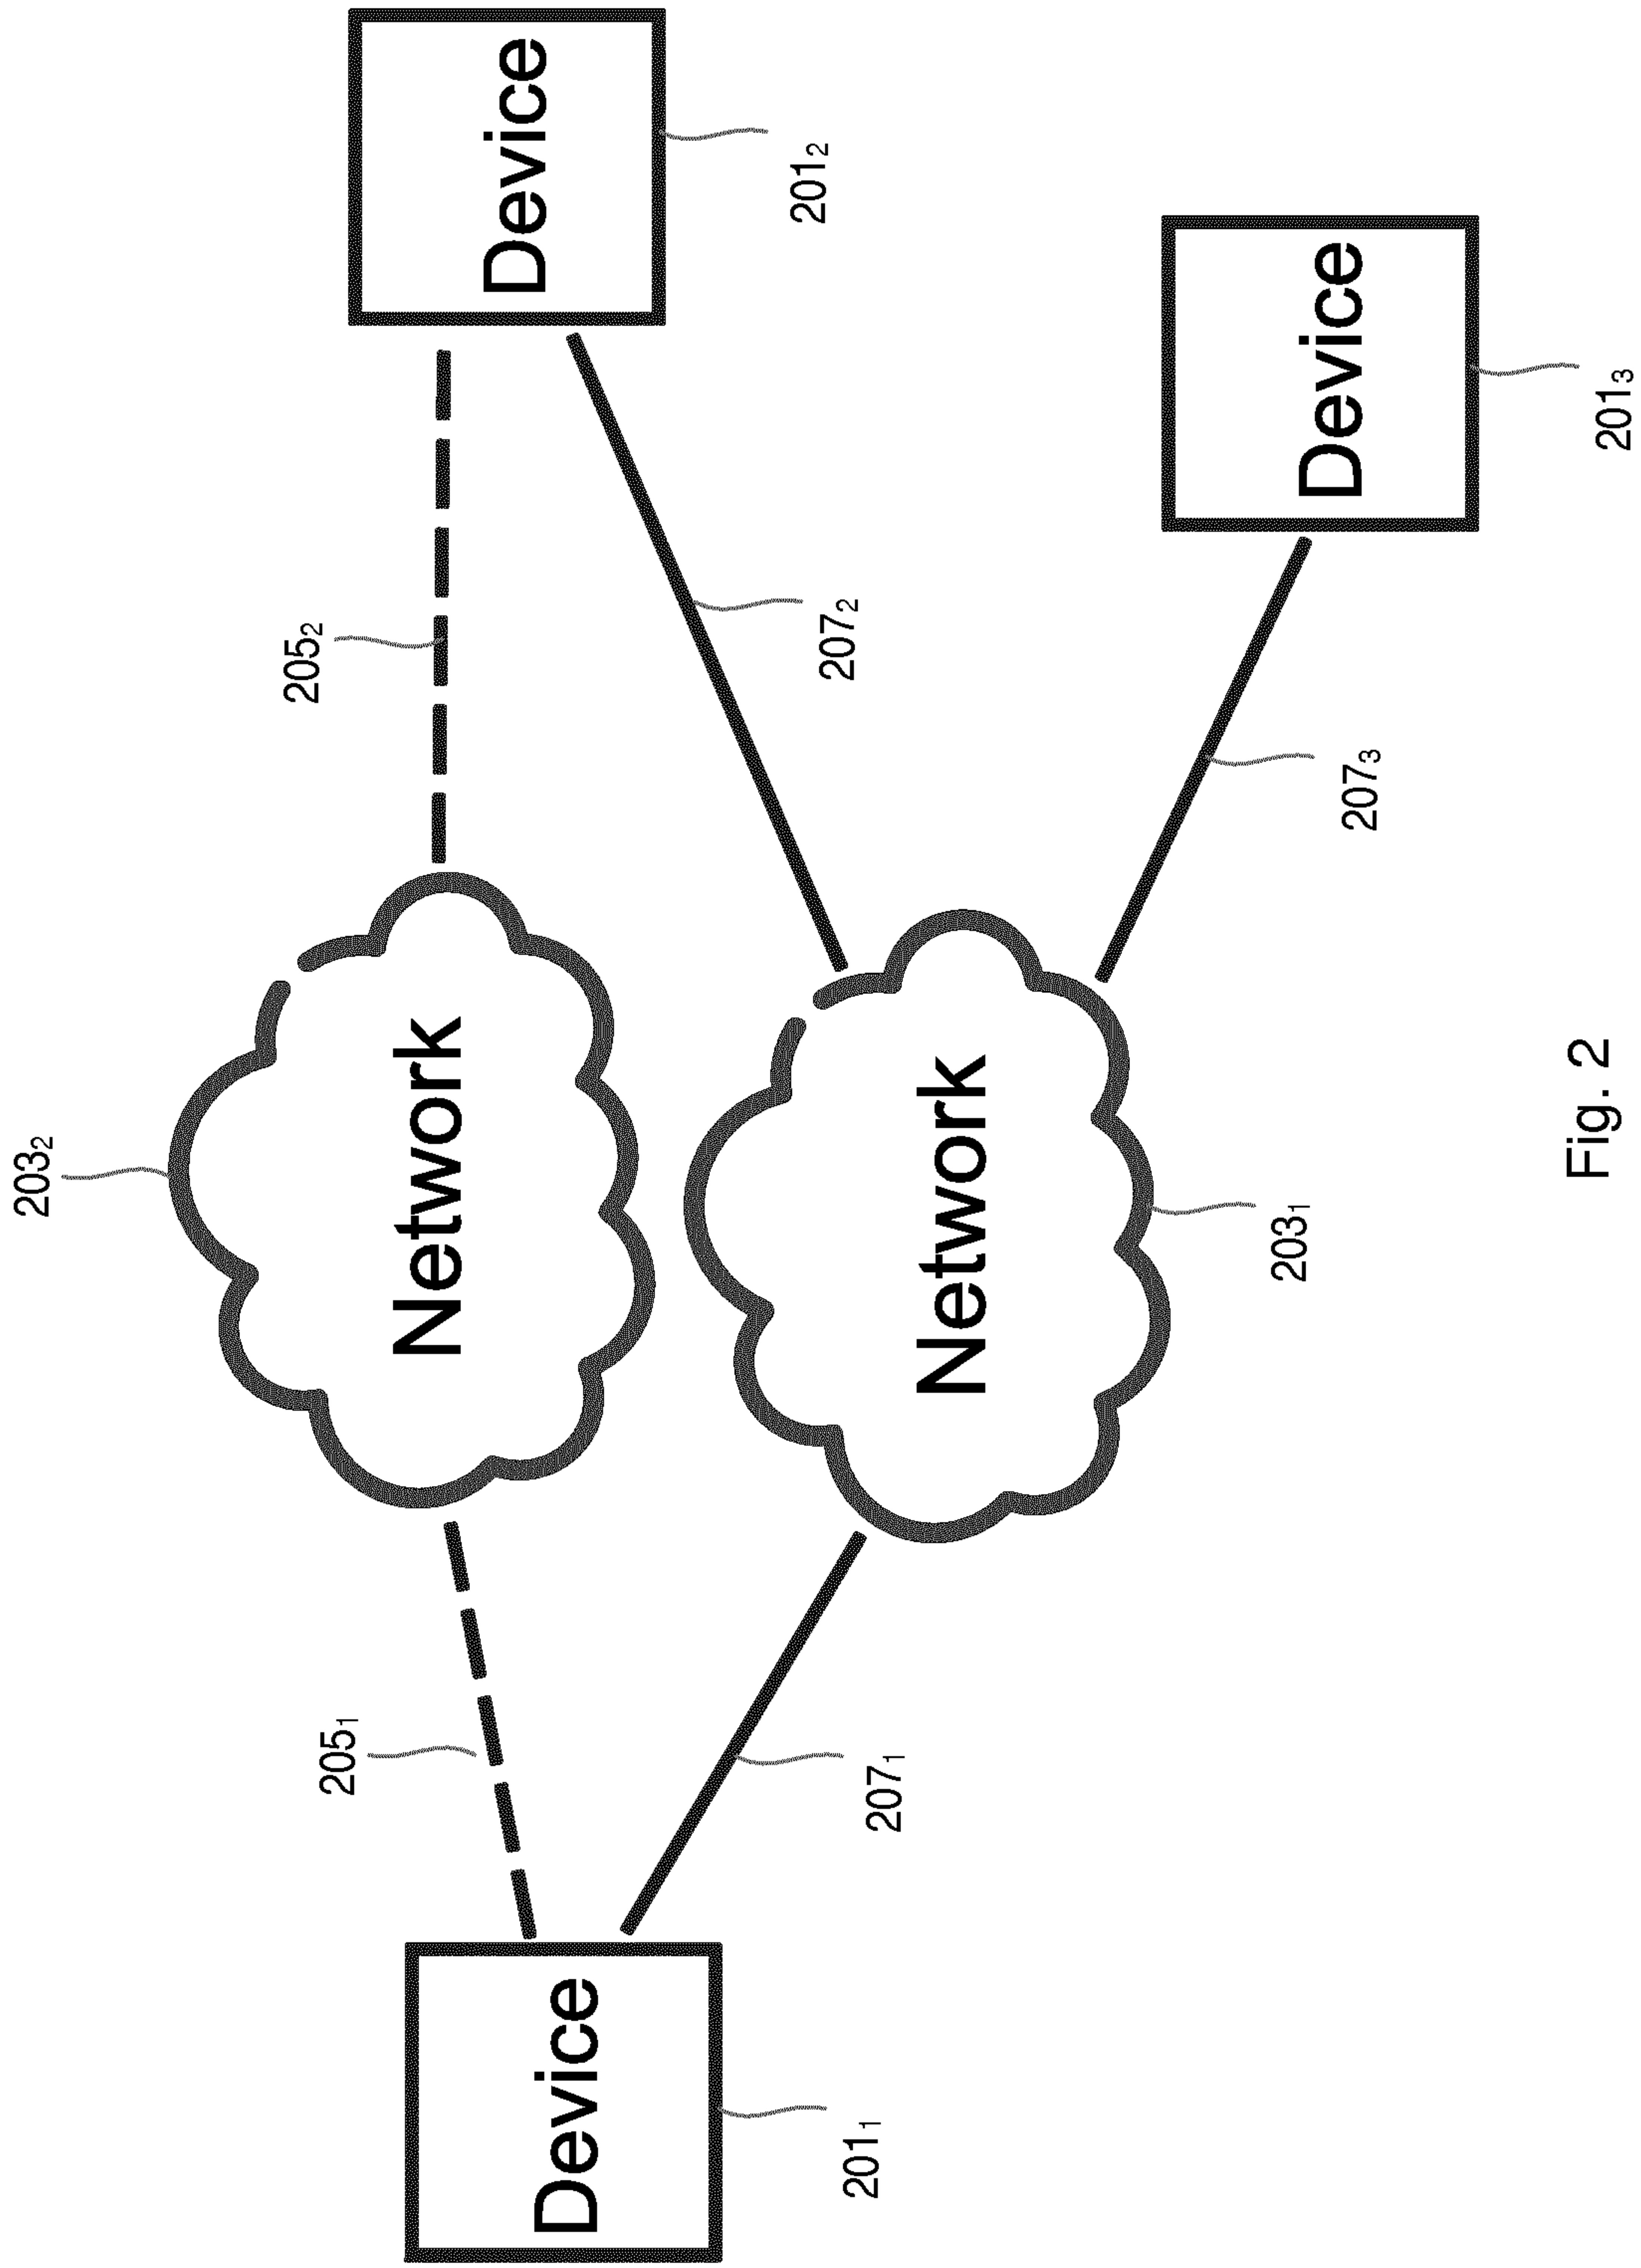 203₂
205₁
205₂
Network
Device
Device
201₁
201₂
207₁
207₂
Network
203₁
207₃
Device
201₃
Fig. 2